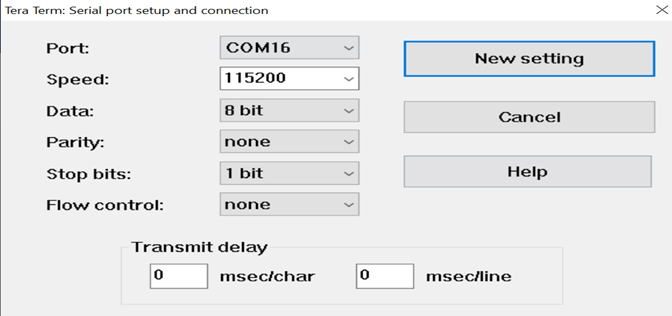 Tera Term: Serial port setup and connection
Port: COM16
New setting
Speed: 115200
Data: 8 bit
Cancel
Parity: none
Stop bits: 1 bit
Help
Flow control: none
Transmit delay
0 msec/char 0 msec/line